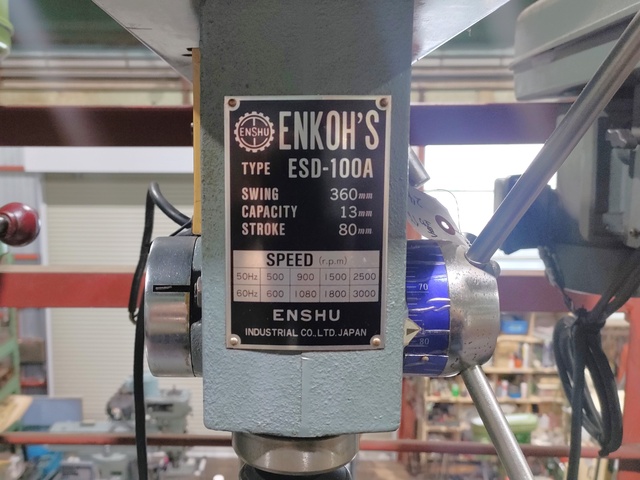 ENSHU
ENKOH'S
TYPE ESD-100A
SWING 360mm
CAPACITY 13mm
STROKE 80mm
SPEED (r.p.m)
50Hz 500 900 1500 2500
60Hz 600 1080 1800 3000
ENSHU
INDUSTRIAL CO.,LTD. JAPAN
70
80